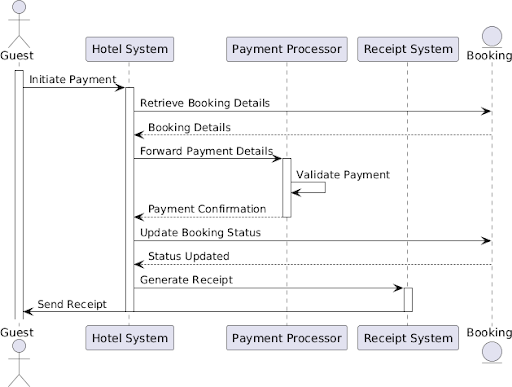 Guest
Hotel System
Payment Processor
Receipt System
Booking
Initiate Payment
Retrieve Booking Details
Booking Details
Forward Payment Details
Validate Payment
Payment Confirmation
Update Booking Status
Status Updated
Generate Receipt
Send Receipt
Guest
Hotel System
Payment Processor
Receipt System
Booking